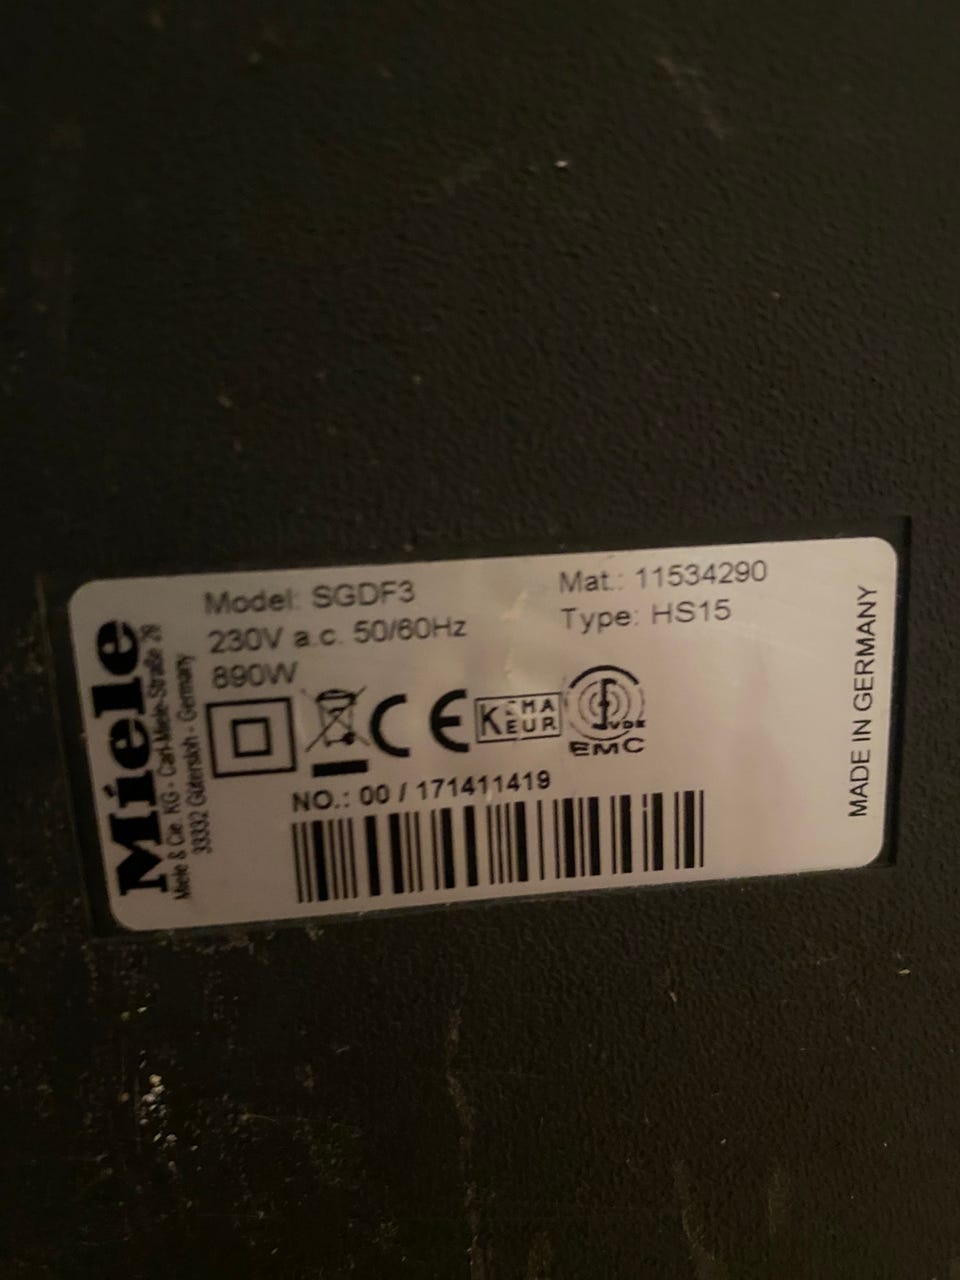 Miele
Miele & Cie. KG - Carl-Miele-Straße 29
33332 Gütersloh - Germany
Model: SGDF3
230V a.c. 50/60Hz
890W
Mat.: 11534290
Type: HS15
CE
KEMA
KEUR
VDE
EMC
NO.: 00 / 171411419
MADE IN GERMANY